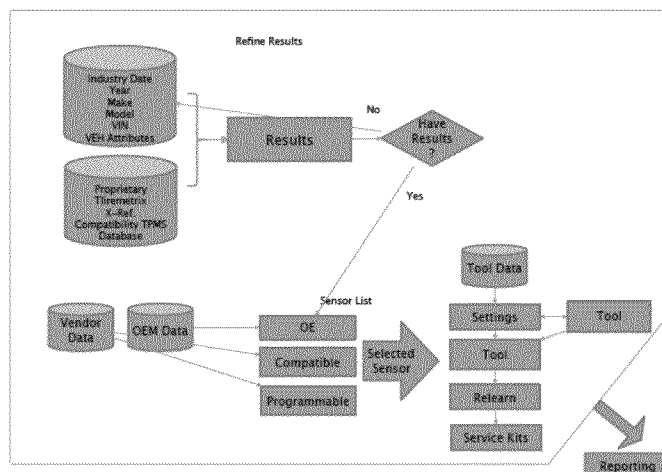 Refine Results
Industry Date
Year
Make
Model
VIN
VEH Attributes
No
Results
Have
Results
?
Proprietary
Tiremetrix
X-Ref
Compatibility TPMS
Database
Yes
Tool Data
Sensor List
Vendor
Data
OEM Data
OE
Settings
Tool
Compatible
Selected
Sensor
Tool
Programmable
Relearn
Service Kits
Reporting